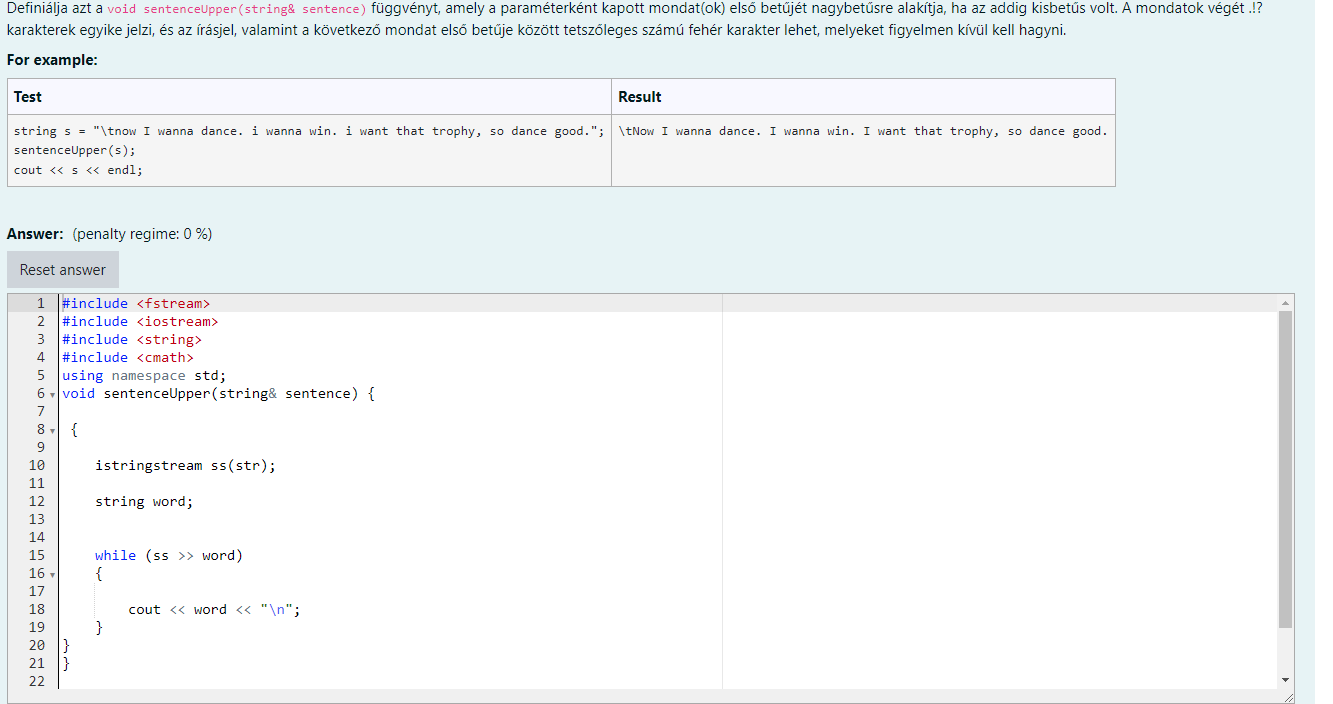 Definiálja azt a void sentenceUpper(string& sentence) függvényt, amely a paraméterként kapott mondat(ok) első betűjét nagybetűsre alakítja, ha az addig kisbetűs volt. A mondatok végét .!?
karakterek egyike jelzi, és az írásjel, valamint a következő mondat első betűje között tetszőleges számú fehér karakter lehet, melyeket figyelmen kívül kell hagyni.
For example:
Test Result
string s = "\tnow I wanna dance. i wanna win. i want that trophy, so dance good."; \tNow I wanna dance. I wanna win. I want that trophy, so dance good.
sentenceUpper(s);
cout << s << endl;
Answer: (penalty regime: 0 %)
Reset answer
1 #include <fstream>
2 #include <iostream>
3 #include <string>
4 #include <cmath>
5 using namespace std;
6 void sentenceUpper(string& sentence) {
7
8 {
9
10 istringstream ss(str);
11
12 string word;
13
14
15 while (ss >> word)
16 {
17
18 cout << word << "\n";
19 }
20 }
21 }
22